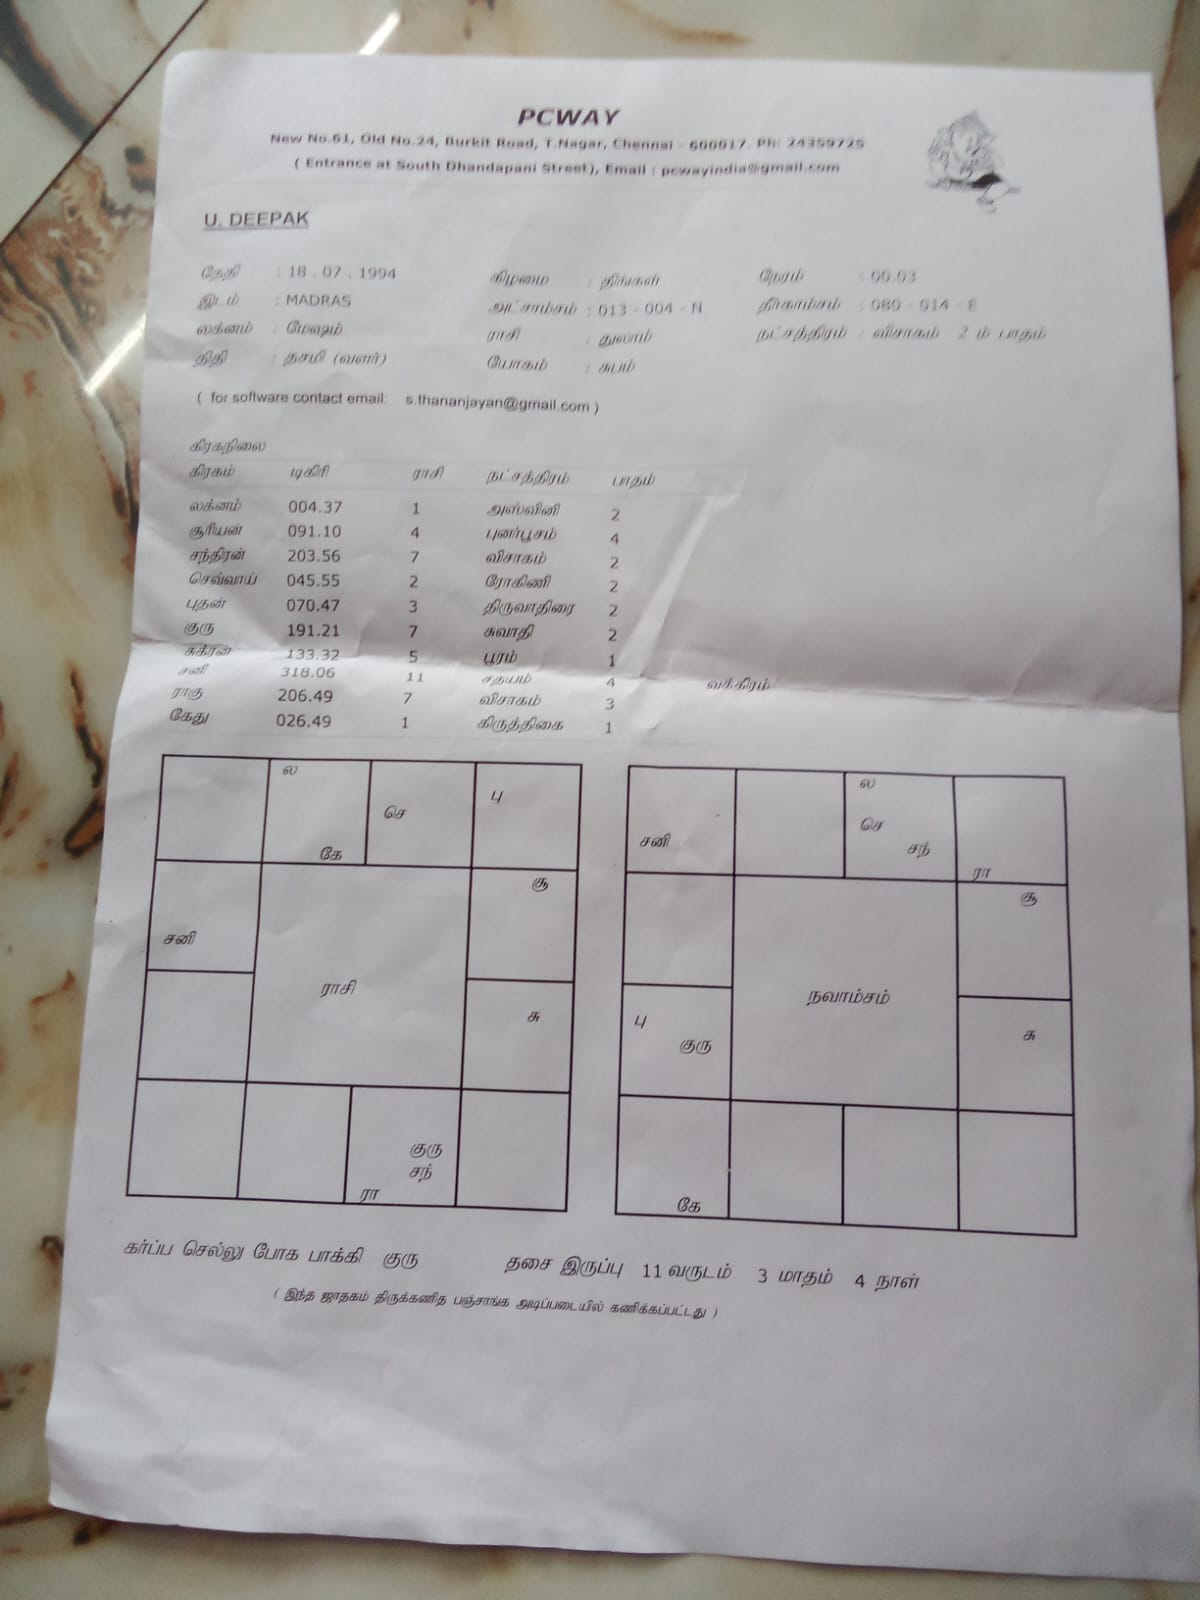 PCWAY
New No.61, Old No.24, Burkit Road, T.Nagar, Chennai - 600017. Ph: 24359725
( Entrance at South Dhandapani Street), Email : pcwayindia@gmail.com
U. DEEPAK
தேதி : 18 . 07 . 1994 கிழமை : திங்கள் நேரம் :
இடம் : MADRAS அட்சாம்சம் : 013 - 004 - N தீர்காம்சம் : 080 - 014 - E
லக்னம் : மேஷம் ராசி : துலாம் நட்சத்திரம் : விசாகம் 2 ம் பாதம்
திதி : தசமி (வளர்) யோகம் : சுபம்
( for software contact email: s.thananjayan@gmail.com )
கிரகநிலை
கிரகம் டிகிரி ராசி நட்சத்திரம் பாதம்
லக்னம் 004.37 1 அஸ்வினி 2
சூரியன் 091.10 4 புனர்பூசம் 4
சந்திரன் 203.56 7 விசாகம் 2
செவ்வாய் 045.55 2 ரோகிணி 2
புதன் 070.47 3 திருவாதிரை 2
குரு 191.21 7 சுவாதி 2
சுக்ரன் 133.32 5 பூரம் 1
சனி 318.06 11 சதயம் 4 வக்கிரம்
ராகு 206.49 7 விசாகம் 3
கேது 026.49 1 கிருத்திகை 1
ல
செ
பு
கே
சூ
சனி
ராசி
சு
குரு
சந்
ரா
ல
செ
சனி
சந்
ரா
சூ
நவாம்சம்
பு
குரு
சு
கே
கர்ப்ப செல்லு போக பாக்கி குரு தசை இருப்பு 11 வருடம் 3 மாதம் 4 நாள்
( இந்த ஜாதகம் திருக்கணித பஞ்சாங்க அடிப்படையில் கணிக்கப்பட்டது )